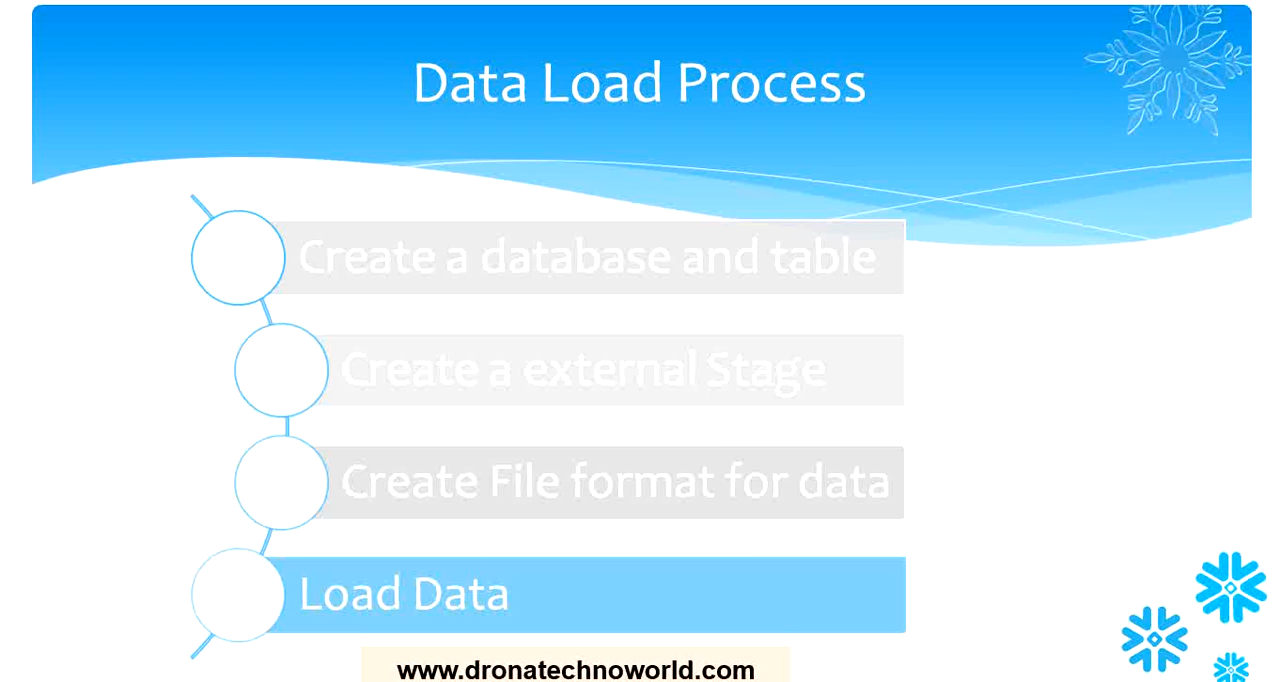 Data Load Process
Create a database and table
Create a external Stage
Create File format for data
Load Data
www.dronatechnoworld.com